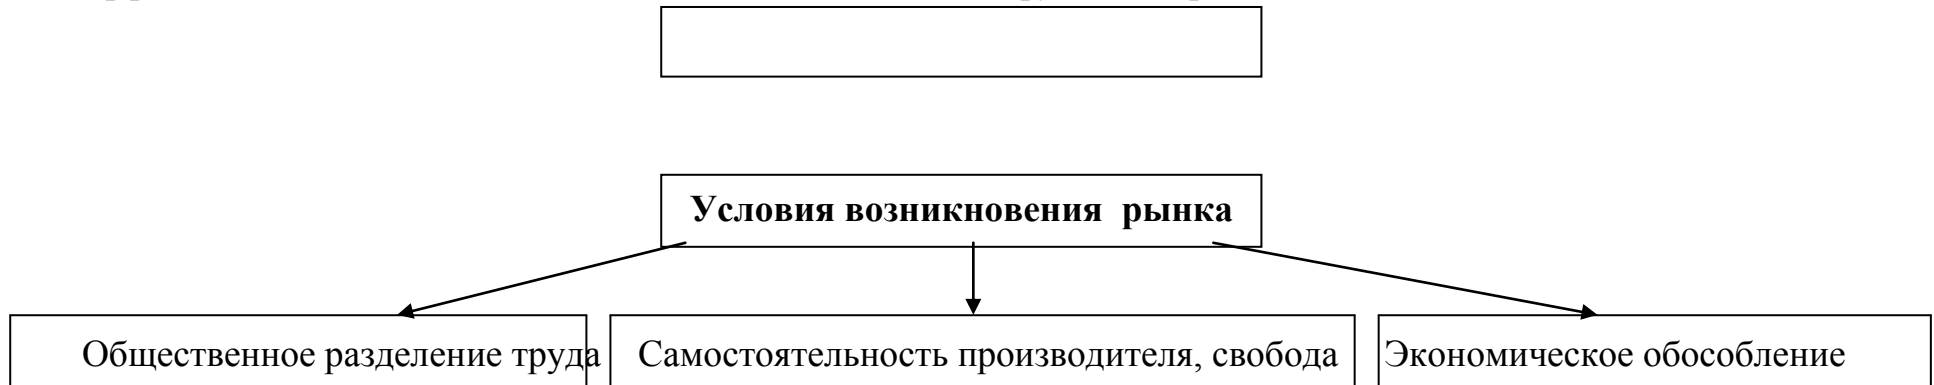 Условия возникновения рынка
Общественное разделение труда
Самостоятельность производителя, свобода
Экономическое обособление